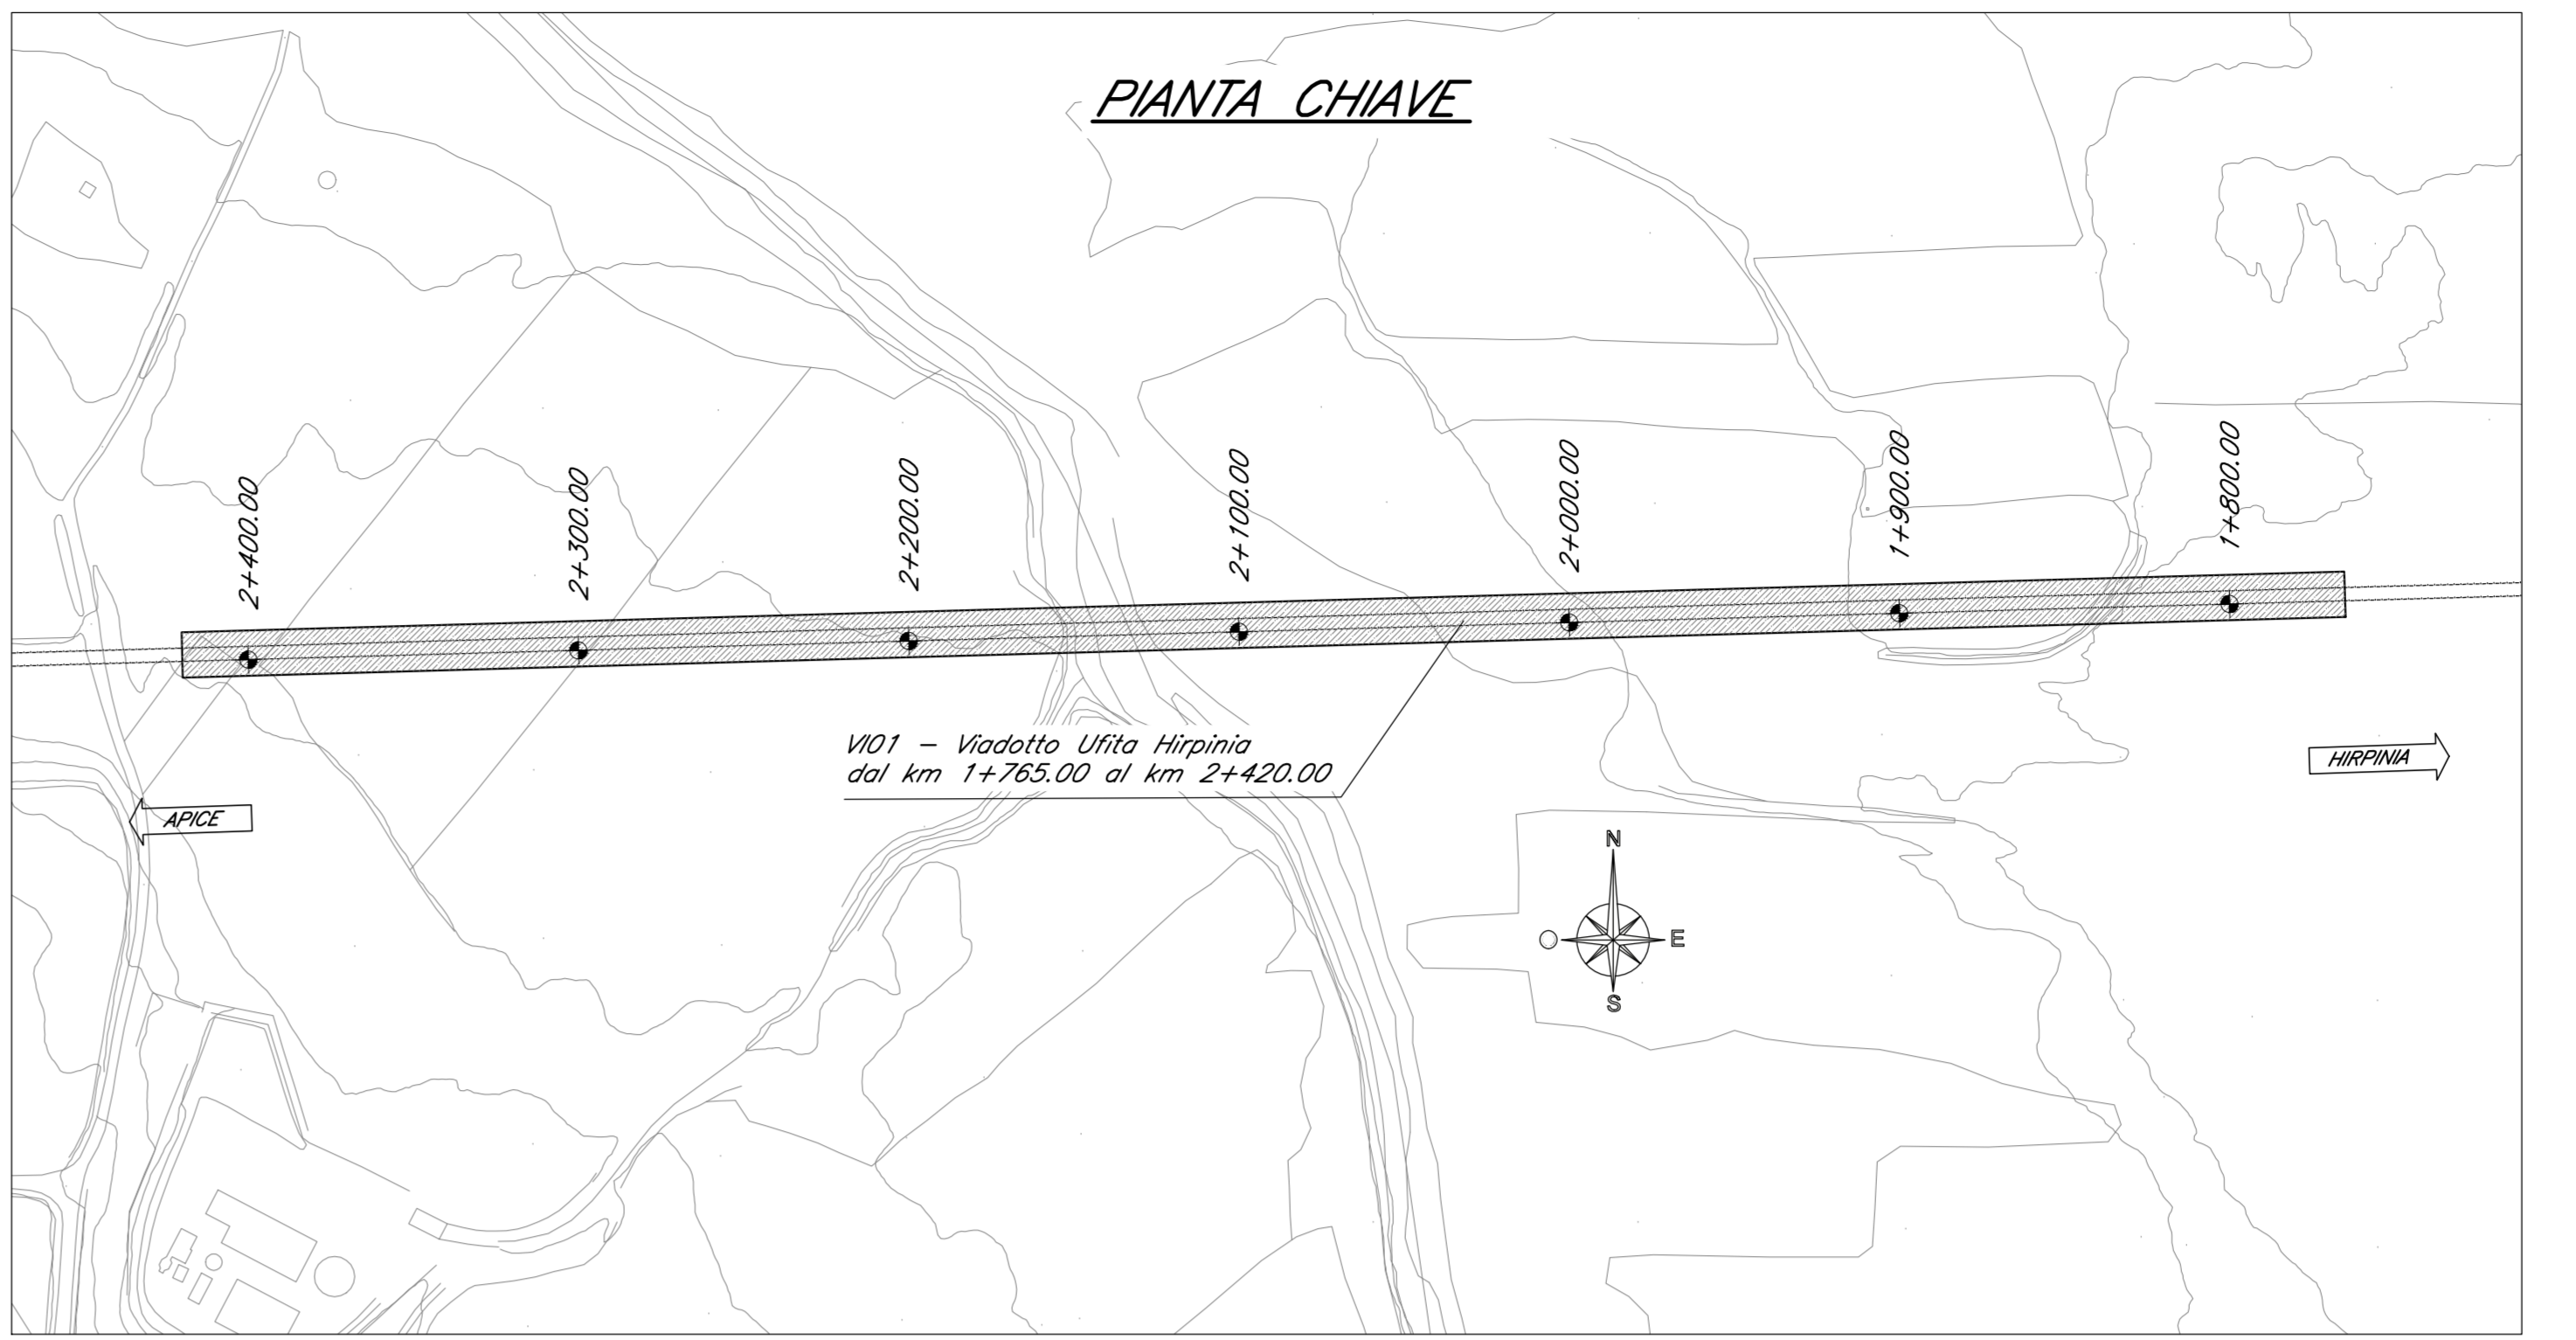 PIANTA CHIAVE
2+400.00
2+300.00
2+200.00
2+100.00
2+000.00
1+900.00
1+800.00
VI01 – Viadotto Ufita Hirpinia
dal km 1+765.00 al km 2+420.00
HIRPINIA
APICE
N
E
S